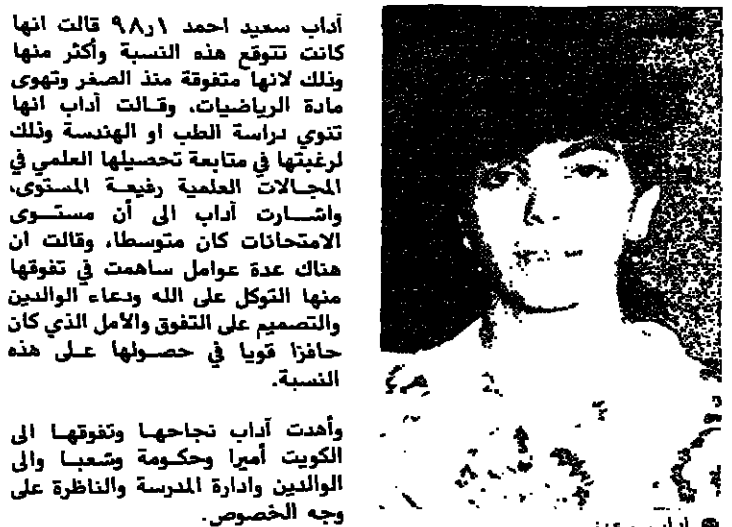 آداب سعيد احمد ٩٨٫١ قالت انها
كانت تتوقع هذه النسبة وأكثر منها
وذلك لانها متفوقة منذ الصغر وتهوى
مادة الرياضيات، وقالت آداب انها
تنوي دراسة الطب او الهندسة وذلك
لرغبتها في متابعة تحصيلها العلمي في
المجالات العلمية رفيعة المستوى،
واشارت آداب الى أن مستوى
الامتحانات كان متوسطا، وقالت ان
هناك عدة عوامل ساهمت في تفوقها
منها التوكل على الله ودعاء الوالدين
والتصميم على التفوق والأمل الذي كان
حافزا قويا في حصولها على هذه
النسبة.
وأهدت آداب نجاحها وتفوقها الى
الكويت أميرا وحكومة وشعبا والى
الوالدين وادارة المدرسة والناظرة على
وجه الخصوص.